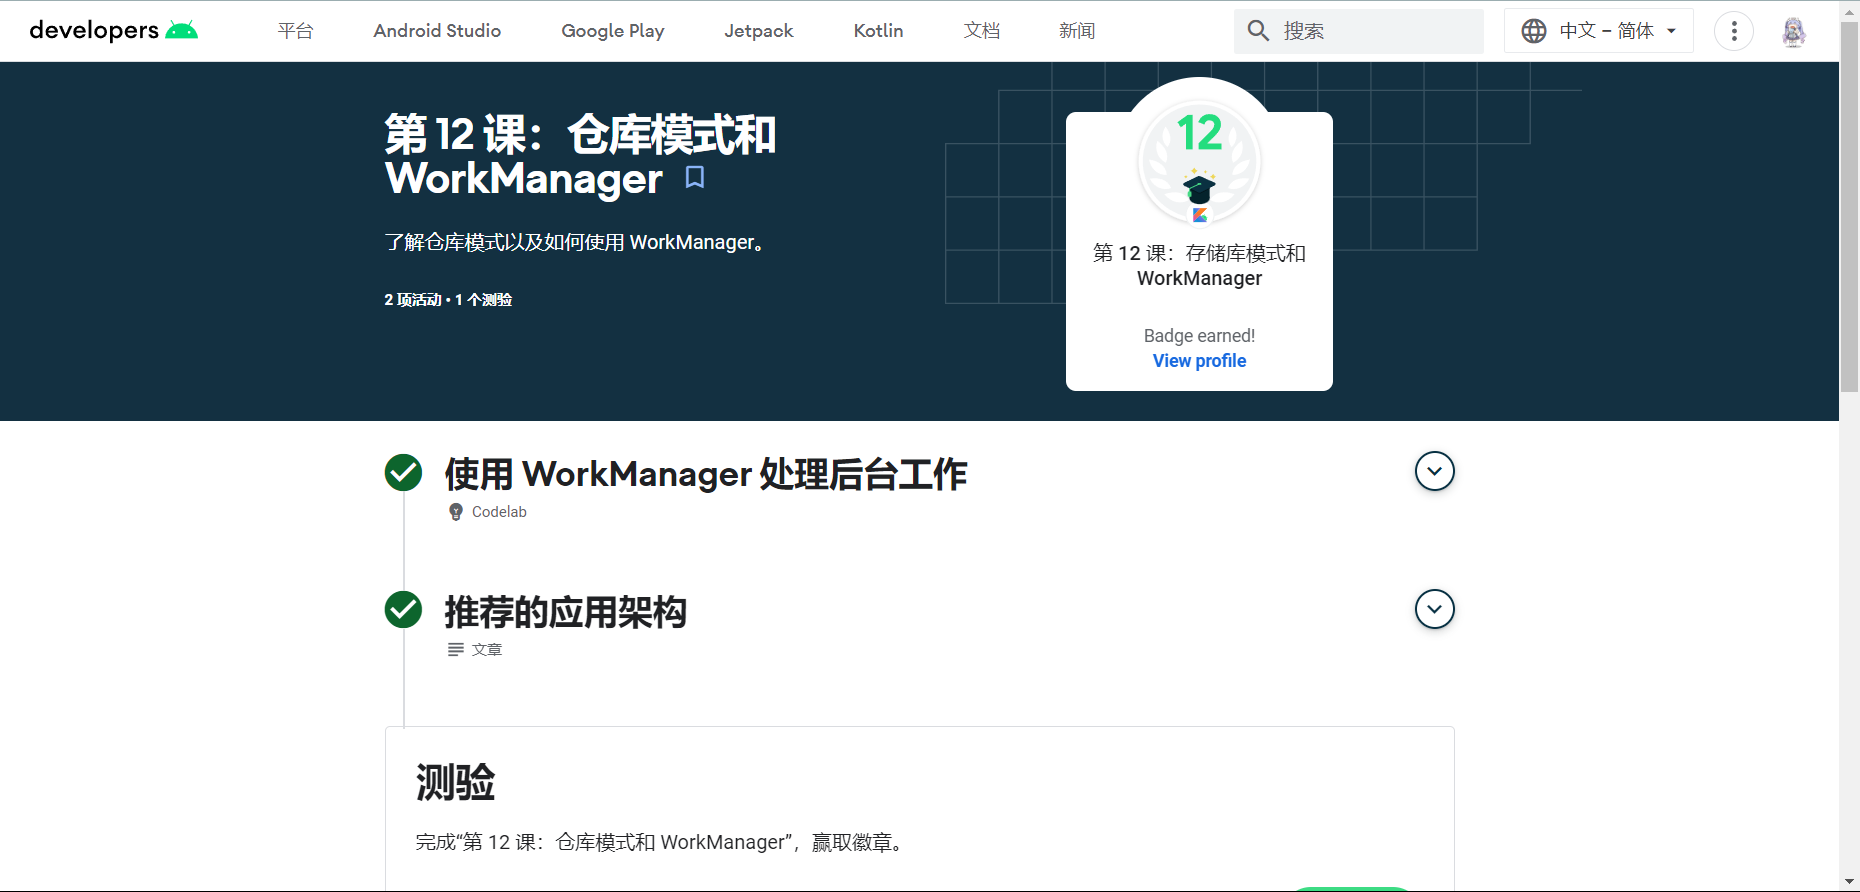 developers
平台
Android Studio
Google Play
Jetpack
Kotlin
文档
新闻
搜索
中文 – 简体
第 12 课：仓库模式和
WorkManager
了解仓库模式以及如何使用 WorkManager。
2 项活动 • 1 个测验
12
第 12 课：存储库模式和
WorkManager
Badge earned!
View profile
使用 WorkManager 处理后台工作
Codelab
推荐的应用架构
文章
测验
完成“第 12 课：仓库模式和 WorkManager”，赢取徽章。